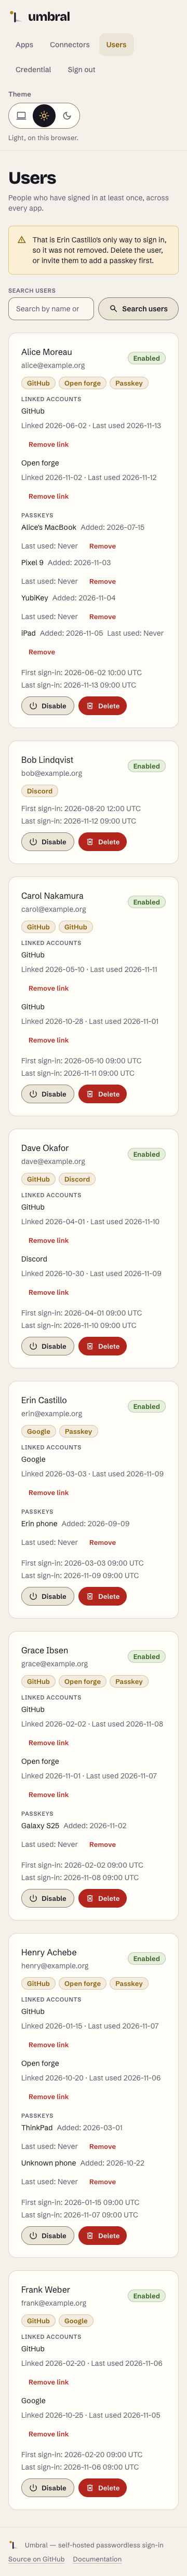 umbral
Apps Connectors Users
Credential Sign out
Theme
Light, on this browser.
Users
People who have signed in at least once, across
every app.
That is Erin Castillo's only way to sign in,
so it was not removed. Delete the user,
or invite them to add a passkey first.
SEARCH USERS
Search by name or
Search users
Alice Moreau
Enabled
alice@example.org
GitHub Open forge Passkey
LINKED ACCOUNTS
GitHub
Linked 2026-06-02 · Last used 2026-11-13
Remove link
Open forge
Linked 2026-11-02 · Last used 2026-11-12
Remove link
PASSKEYS
Alice's MacBook Added: 2026-07-15
Last used: Never Remove
Pixel 9 Added: 2026-11-03
Last used: Never Remove
YubiKey Added: 2026-11-04
Last used: Never Remove
iPad Added: 2026-11-05 Last used: Never
Remove
First sign-in: 2026-06-02 10:00 UTC
Last sign-in: 2026-11-13 09:00 UTC
Disable Delete
Bob Lindqvist
Enabled
bob@example.org
Discord
First sign-in: 2026-08-20 12:00 UTC
Last sign-in: 2026-11-12 09:00 UTC
Disable Delete
Carol Nakamura
Enabled
carol@example.org
GitHub GitHub
LINKED ACCOUNTS
GitHub
Linked 2026-05-10 · Last used 2026-11-11
Remove link
GitHub
Linked 2026-10-28 · Last used 2026-11-01
Remove link
First sign-in: 2026-05-10 09:00 UTC
Last sign-in: 2026-11-11 09:00 UTC
Disable Delete
Dave Okafor
Enabled
dave@example.org
GitHub Discord
LINKED ACCOUNTS
GitHub
Linked 2026-04-01 · Last used 2026-11-10
Remove link
Discord
Linked 2026-10-30 · Last used 2026-11-09
Remove link
First sign-in: 2026-04-01 09:00 UTC
Last sign-in: 2026-11-10 09:00 UTC
Disable Delete
Erin Castillo
Enabled
erin@example.org
Google Passkey
LINKED ACCOUNTS
Google
Linked 2026-03-03 · Last used 2026-11-09
Remove link
PASSKEYS
Erin phone Added: 2026-09-09
Last used: Never Remove
First sign-in: 2026-03-03 09:00 UTC
Last sign-in: 2026-11-09 09:00 UTC
Disable Delete
Grace Ibsen
Enabled
grace@example.org
GitHub Open forge Passkey
LINKED ACCOUNTS
GitHub
Linked 2026-02-02 · Last used 2026-11-08
Remove link
Open forge
Linked 2026-11-01 · Last used 2026-11-07
Remove link
PASSKEYS
Galaxy S25 Added: 2026-11-02
Last used: Never Remove
First sign-in: 2026-02-02 09:00 UTC
Last sign-in: 2026-11-08 09:00 UTC
Disable Delete
Henry Achebe
Enabled
henry@example.org
GitHub Open forge Passkey
LINKED ACCOUNTS
GitHub
Linked 2026-01-15 · Last used 2026-11-07
Remove link
Open forge
Linked 2026-10-20 · Last used 2026-11-06
Remove link
PASSKEYS
ThinkPad Added: 2026-03-01
Last used: Never Remove
Unknown phone Added: 2026-10-22
Last used: Never Remove
First sign-in: 2026-01-15 09:00 UTC
Last sign-in: 2026-11-07 09:00 UTC
Disable Delete
Frank Weber
Enabled
frank@example.org
GitHub Google
LINKED ACCOUNTS
GitHub
Linked 2026-02-20 · Last used 2026-11-06
Remove link
Google
Linked 2026-10-25 · Last used 2026-11-05
Remove link
First sign-in: 2026-02-20 09:00 UTC
Last sign-in: 2026-11-06 09:00 UTC
Disable Delete
Umbral — self-hosted passwordless sign-in
Source on GitHub Documentation